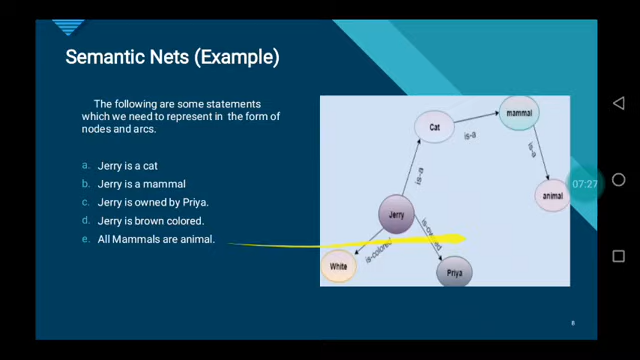 Semantic Nets (Example)
The following are some statements
which we need to represent in the form of
nodes and arcs.
a. Jerry is a cat
b. Jerry is a mammal
c. Jerry is owned by Priya.
d. Jerry is brown colored.
e. All Mammals are animal.
mammal
Cat
is-a
is-a
is-a
animal
07:27
Jerry
is-owned
is-colored
White
Priya
8